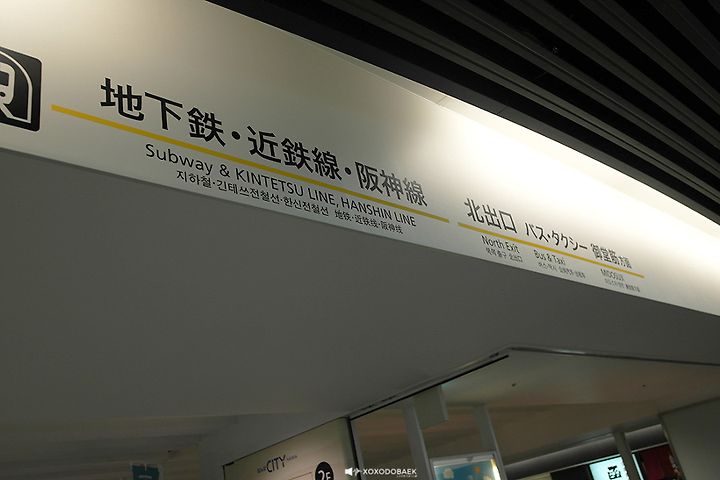 地下鉄・近鉄線・阪神線
Subway & KINTETSU LINE, HANSHIN LINE
지하철·긴테쓰전철선·한신전철선 地铁·近铁线·阪神线
北出口 バス・タクシー 御堂筋方面
North Exit Bus & Taxi MIDOSUJI
CITY
2F
XOXODOBAEK